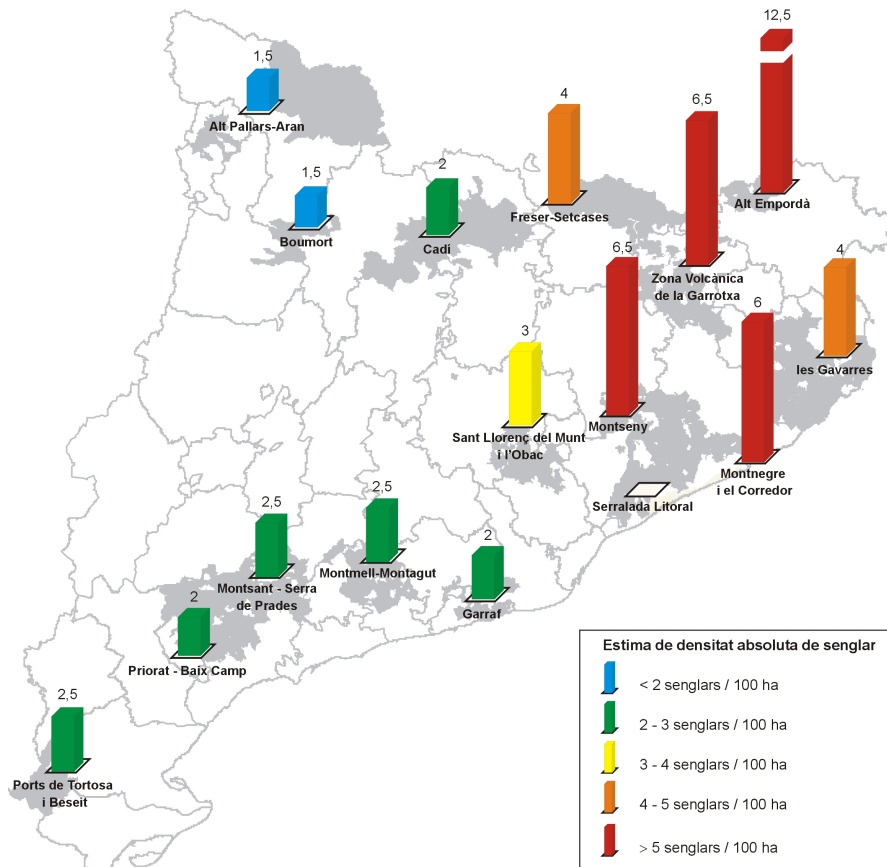 12,5
1,5
Alt Pallars-Aran
4
6,5
1,5
2
Alt Empordà
Freser-Setcases
Boumort
Cadí
6,5
Zona Volcànica
de la Garrotxa
4
6
3
les Gavarres
Montseny
Sant Llorenç del Munt
i l'Obac
Montnegre
i el Corredor
Serralada Litoral
2,5
2,5
2
Montmell-Montagut
Montsant - Serra
de Prades
2
Garraf
Priorat - Baix Camp
2,5
Ports de Tortosa
i Beseit
Estima de densitat absoluta de senglar
< 2 senglars / 100 ha
2 - 3 senglars / 100 ha
3 - 4 senglars / 100 ha
4 - 5 senglars / 100 ha
> 5 senglars / 100 ha